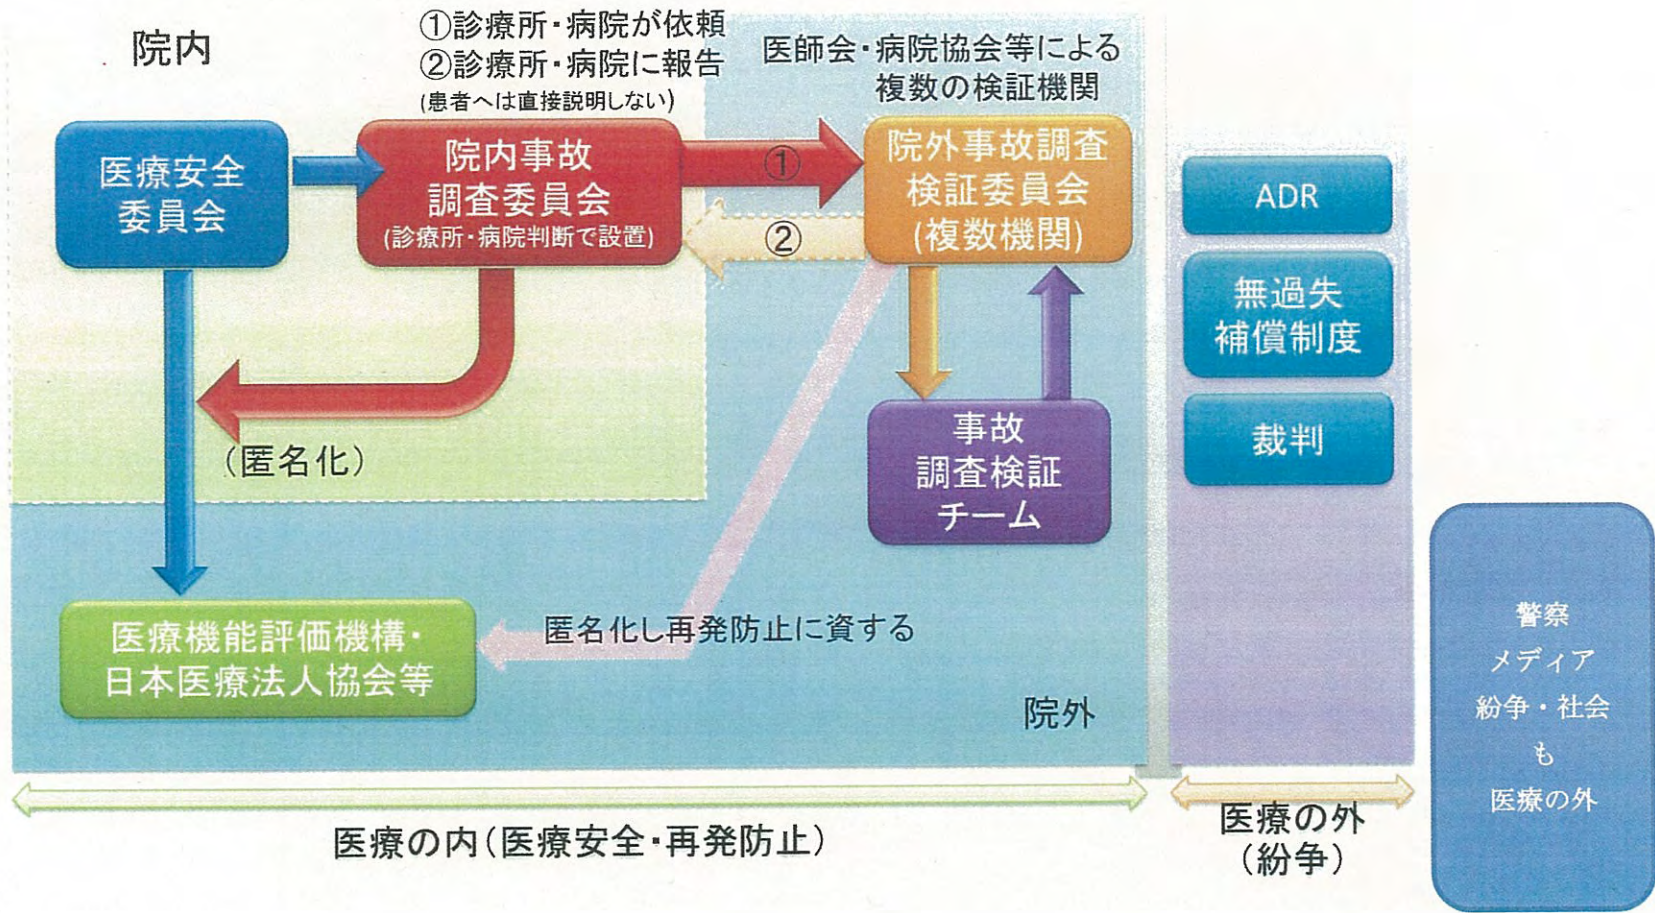 院内
①診療所・病院が依頼
②診療所・病院に報告
(患者へは直接説明しない)
医師会・病院協会等による
複数の検証機関
医療安全
委員会
院内事故
調査委員会
(診療所・病院判断で設置)
①
②
院外事故調査
検証委員会
(複数機関)
ADR
無過失
補償制度
裁判
(匿名化)
事故
調査検証
チーム
医療機能評価機構・
日本医療法人協会等
匿名化し再発防止に資する
院外
警察
メディア
紛争・社会
も
医療の外
医療の内(医療安全・再発防止)
医療の外
(紛争)